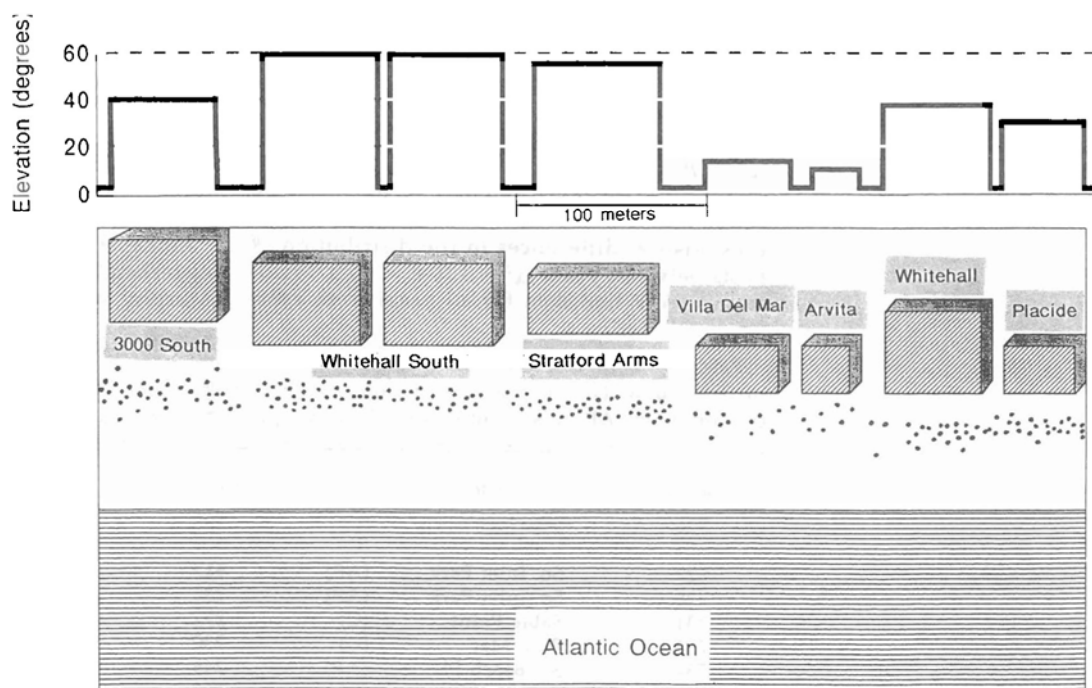 Elevation (degrees)
60
40
20
0
100 meters
3000 South
Whitehall South
Stratford Arms
Villa Del Mar
Arvita
Whitehall
Placide
Atlantic Ocean